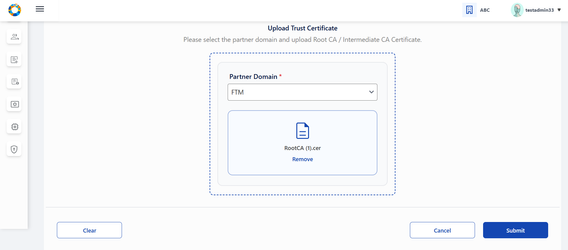 ABC
testadmin33
Upload Trust Certificate
Please select the partner domain and upload Root CA / Intermediate CA Certificate.
Partner Domain *
FTM
RootCA (1).cer
Remove
Clear
Cancel
Submit